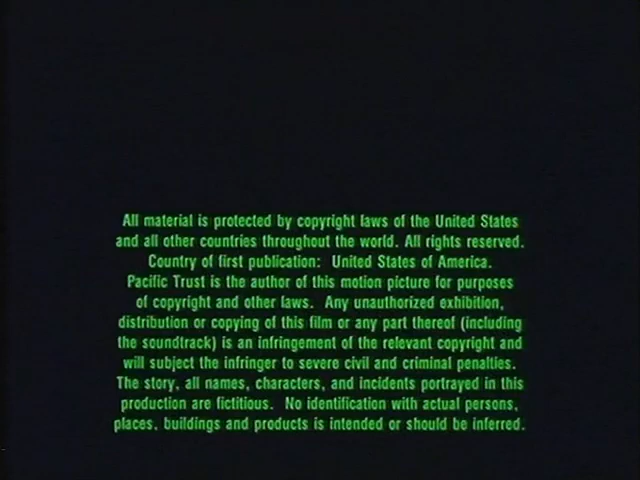 All material is protected by copyright laws of the United States
and all other countries throughout the world. All rights reserved.
Country of first publication: United States of America.
Pacific Trust is the author of this motion picture for purposes
of copyright and other laws. Any unauthorized exhibition,
distribution or copying of this film or any part thereof (including
the soundtrack) is an infringement of the relevant copyright and
will subject the infringer to severe civil and criminal penalties.
The story, all names, characters, and incidents portrayed in this
production are fictitious. No identification with actual persons,
places, buildings and products is intended or should be inferred.